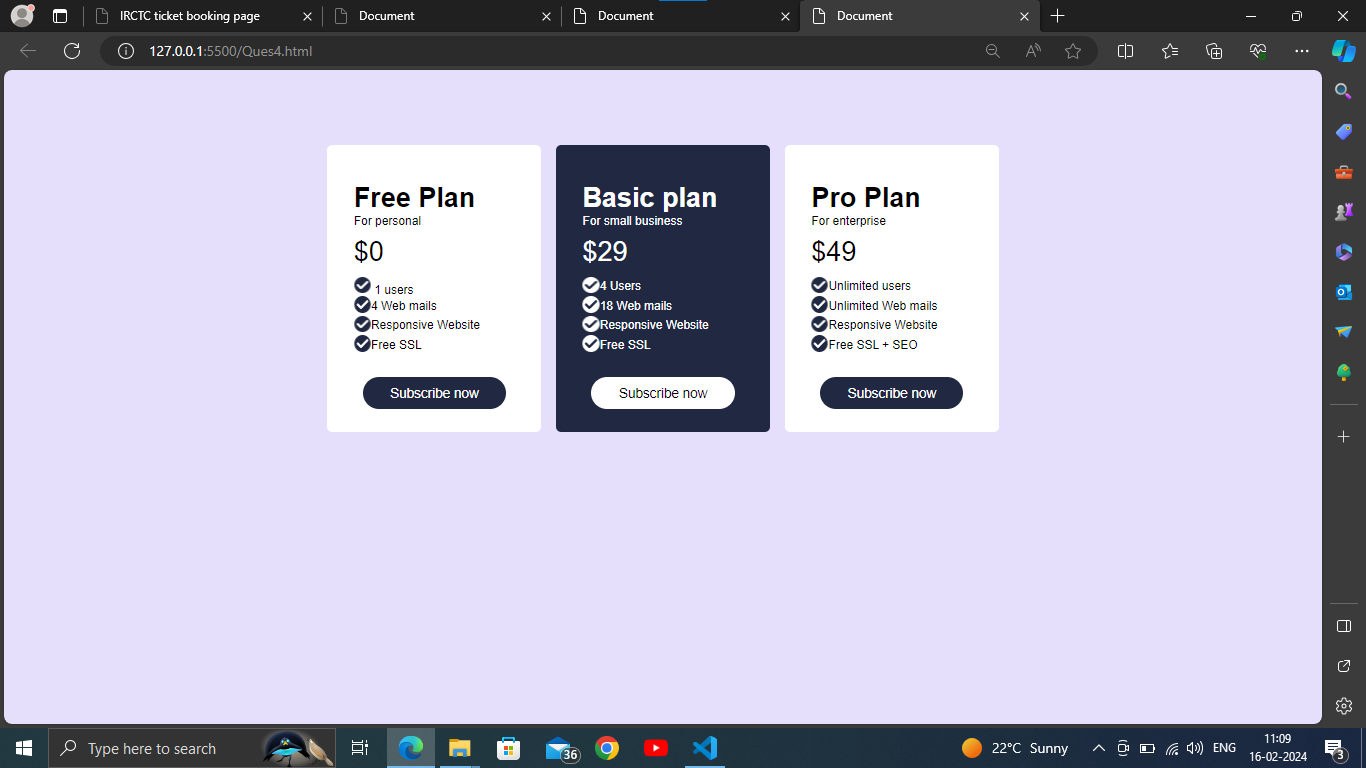 IRCTC ticket booking page
Document
Document
Document
127.0.0.1:5500/Ques4.html
Free Plan
For personal
$0
1 users
4 Web mails
Responsive Website
Free SSL
Subscribe now
Basic plan
For small business
$29
4 Users
18 Web mails
Responsive Website
Free SSL
Subscribe now
Pro Plan
For enterprise
$49
Unlimited users
Unlimited Web mails
Responsive Website
Free SSL + SEO
Subscribe now
Type here to search
36
22°C Sunny
ENG
11:09
16-02-2024
3